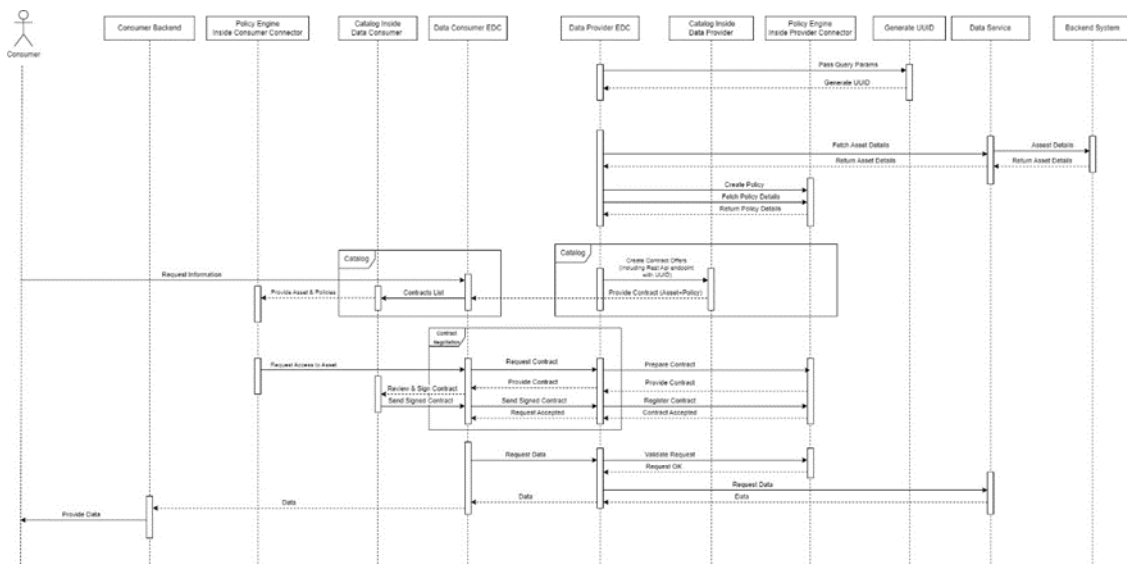 Consumer
Consumer Backend
Policy Engine
Inside Consumer Connector
Catalog Inside
Data Consumer
Data Consumer EDC
Data Provider EDC
Catalog Inside
Data Provider
Policy Engine
Inside Provider Connector
Generate UUID
Data Service
Backend System
Pass Query Params
Generate UUID
Fetch Asset Details
Assest Details
Return Asset Details
Return Asset Details
Create Policy
Fetch Policy Details
Return Policy Details
Catalog
Catalog
Create Contract Offers
(Including Rest Api endpoint
with UUID)
Request Information
Provide Asset & Policies
Contracts List
Provide Contract (Asset+Policy)
Contract
Negotiation
Request Access to Asset
Request Contract
Prepare Contract
Provide Contract
Provide Contract
Review & Sign Contract
Send Signed Contract
Send Signed Contract
Register Contract
Request Accepted
Contract Accepted
Request Data
Validate Request
Request OK
Request Data
Data
Data
Data
Provide Data